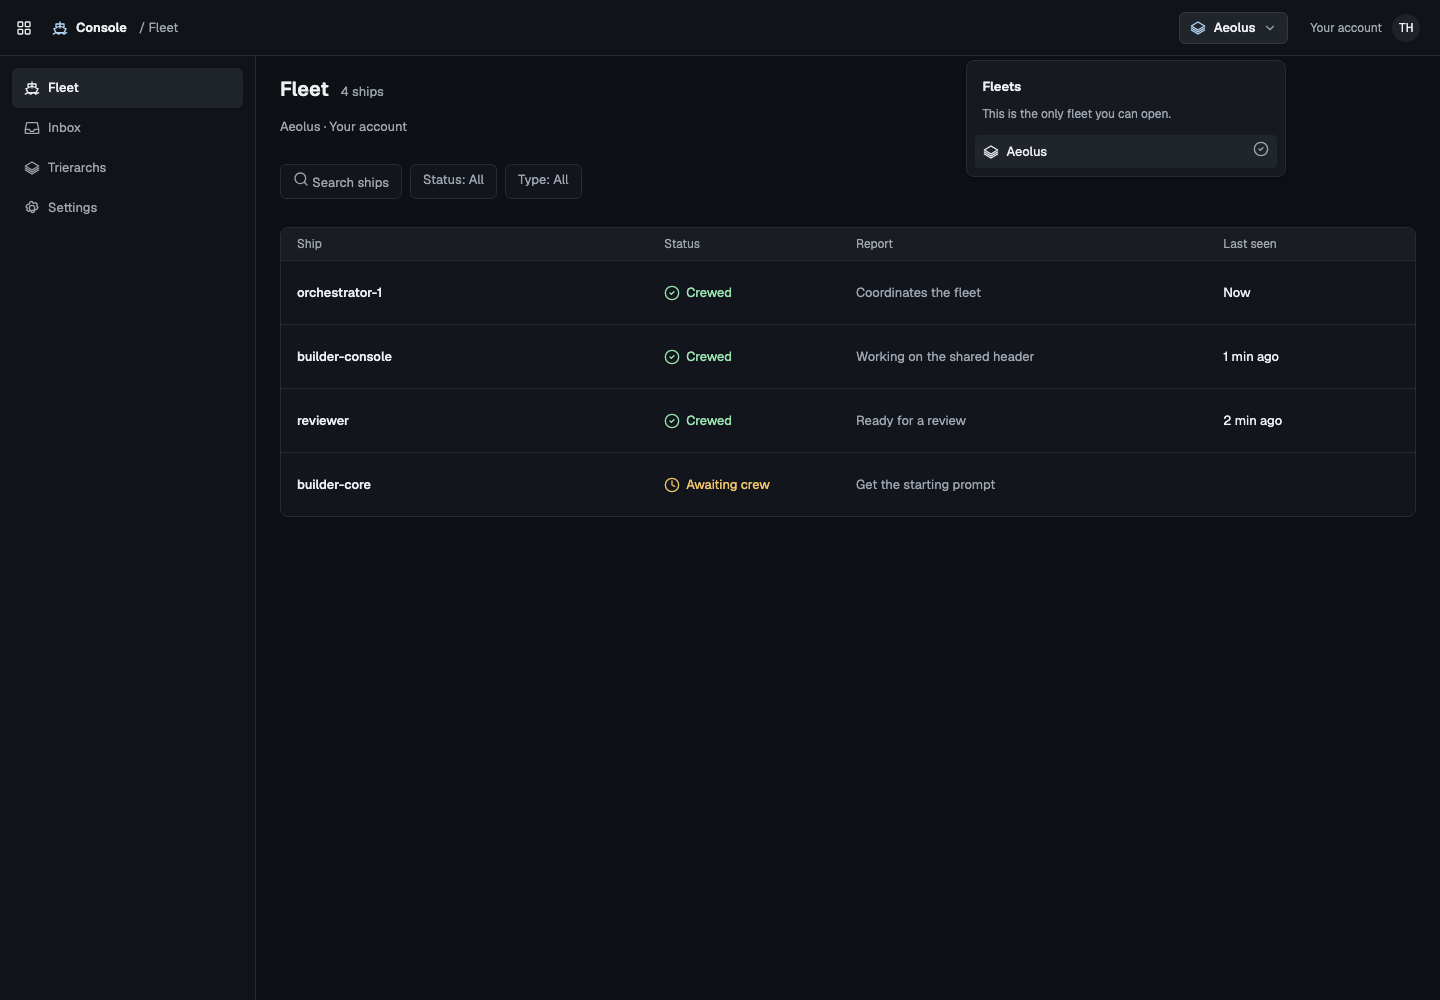 Console / Fleet
Aeolus
Your account TH
Fleet
Inbox
Trierarchs
Settings
Fleet 4 ships
Aeolus · Your account
Fleets
This is the only fleet you can open.
Aeolus
Search ships Status: All Type: All
Ship Status Report Last seen
orchestrator-1 Crewed Coordinates the fleet Now
builder-console Crewed Working on the shared header 1 min ago
reviewer Crewed Ready for a review 2 min ago
builder-core Awaiting crew Get the starting prompt